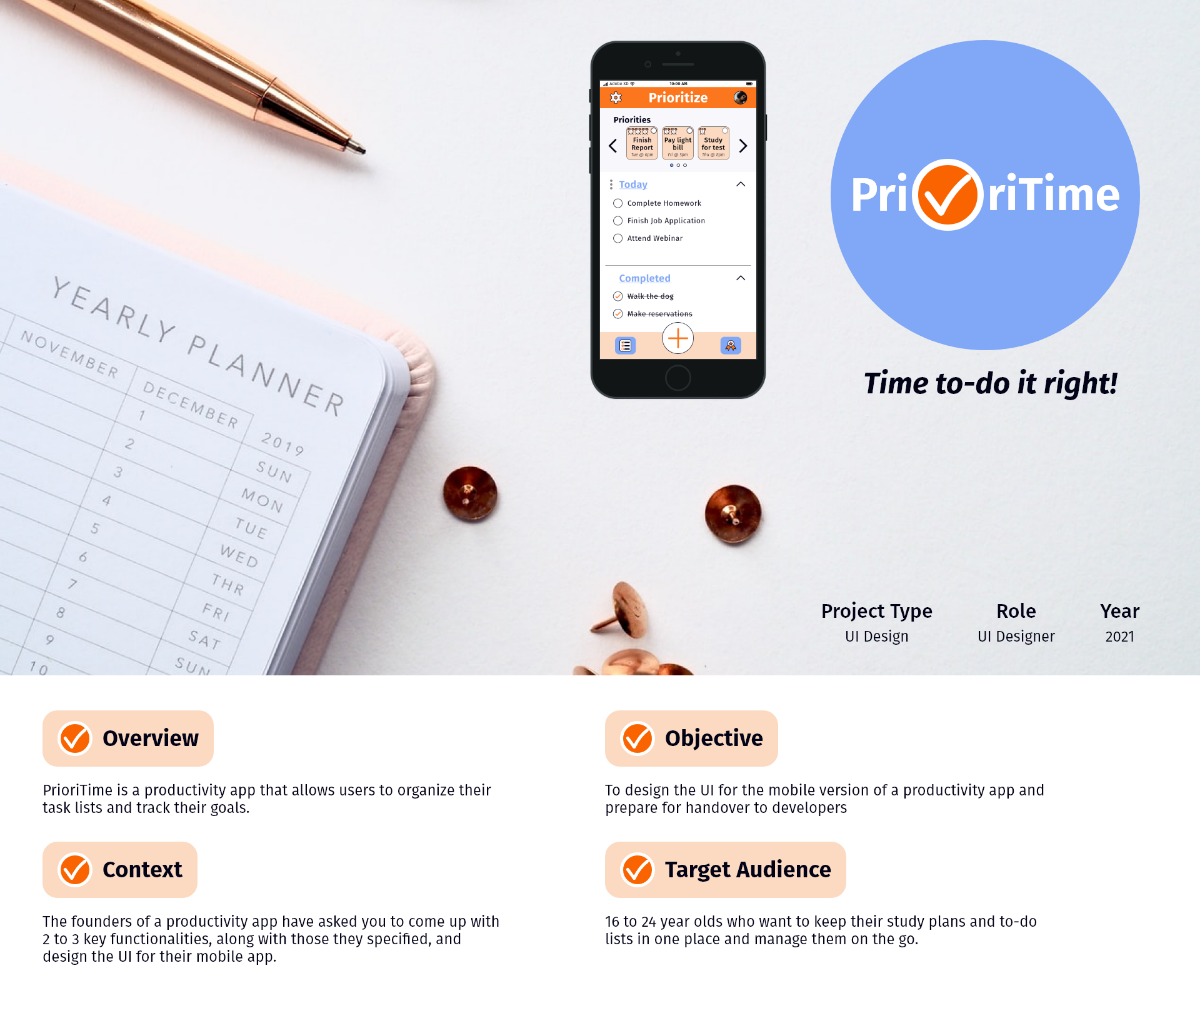 YEARLY PLANNER
NOVEMBER
DECEMBER
2019
1
SUN
2
MON
3
TUE
4
WED
5
THR
6
FRI
7
SAT
8
SUN
9
10
10:06 AM
Prioritize
Priorities
Finish
Report
Pay light
bill
Study
for test
Today
Complete Homework
Finish Job Application
Attend Webinar
Completed
Walk the dog
Make reservations
PrioriTime
Time to-do it right!
Project Type
UI Design
Role
UI Designer
Year
2021
Overview
PrioriTime is a productivity app that allows users to organize their
task lists and track their goals.
Objective
To design the UI for the mobile version of a productivity app and
prepare for handover to developers
Context
The founders of a productivity app have asked you to come up with
2 to 3 key functionalities, along with those they specified, and
design the UI for their mobile app.
Target Audience
16 to 24 year olds who want to keep their study plans and to-do
lists in one place and manage them on the go.